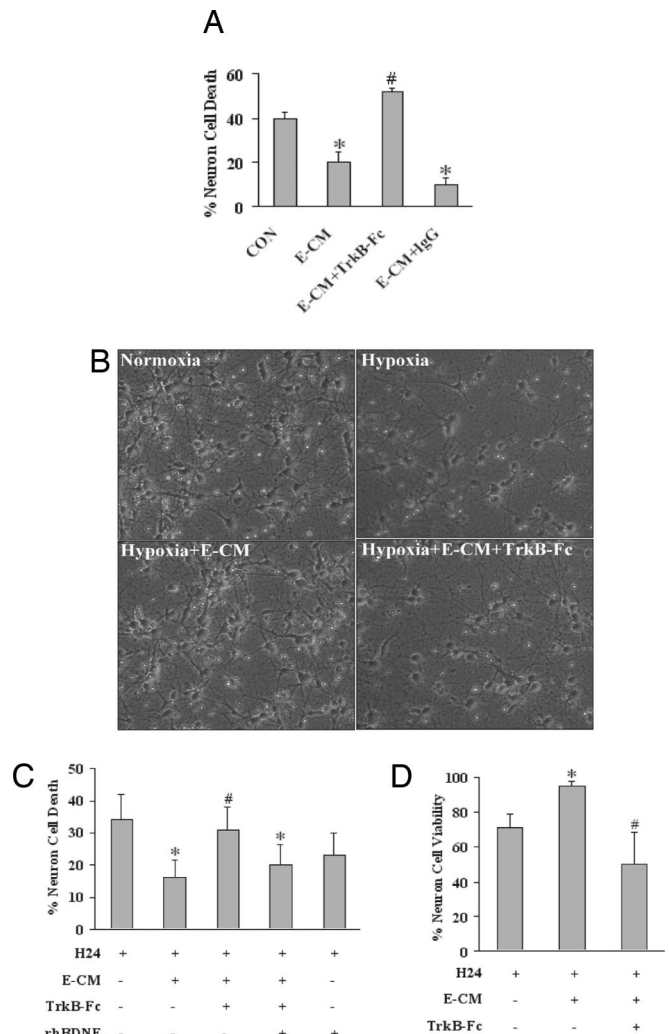 A
% Neuron Cell Death
60
40
20
0
*
#
*
CON
E-CM
E-CM+TrkB-Fc
E-CM+IgG
B
Normoxia
Hypoxia
Hypoxia+E-CM
Hypoxia+E-CM+TrkB-Fc
C
% Neuron Cell Death
50
40
30
20
10
0
*
#
*
H24 + + + + +
E-CM - + + + -
TrkB-Fc - - + + -
rhBDNF - - - + +
D
% Neuron Cell Viability
100
80
60
40
20
0
*
#
H24 + + +
E-CM - + +
TrkB-Fc - - +